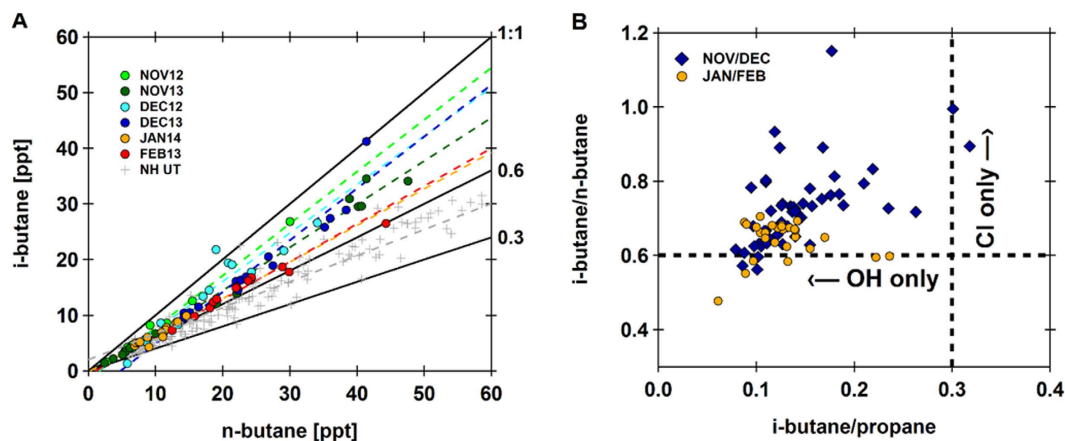 A
i-butane [ppt]
60
50
40
30
20
10
0
0 10 20 30 40 50 60
n-butane [ppt]
1:1
0.6
0.3
NOV12
NOV13
DEC12
DEC13
JAN14
FEB13
NH UT
B
i-butane/n-butane
1.2
1.0
0.8
0.6
0.4
0.0 0.1 0.2 0.3 0.4
i-butane/propane
NOV/DEC
JAN/FEB
<— OH only
Cl only —>